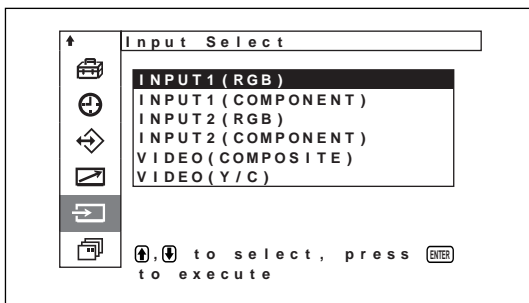 Input Select
INPUT1(RGB)
INPUT1(COMPONENT)
INPUT2(RGB)
INPUT2(COMPONENT)
VIDEO(COMPOSITE)
VIDEO(Y/C)
↑,↓ to select, press ENTER
to execute